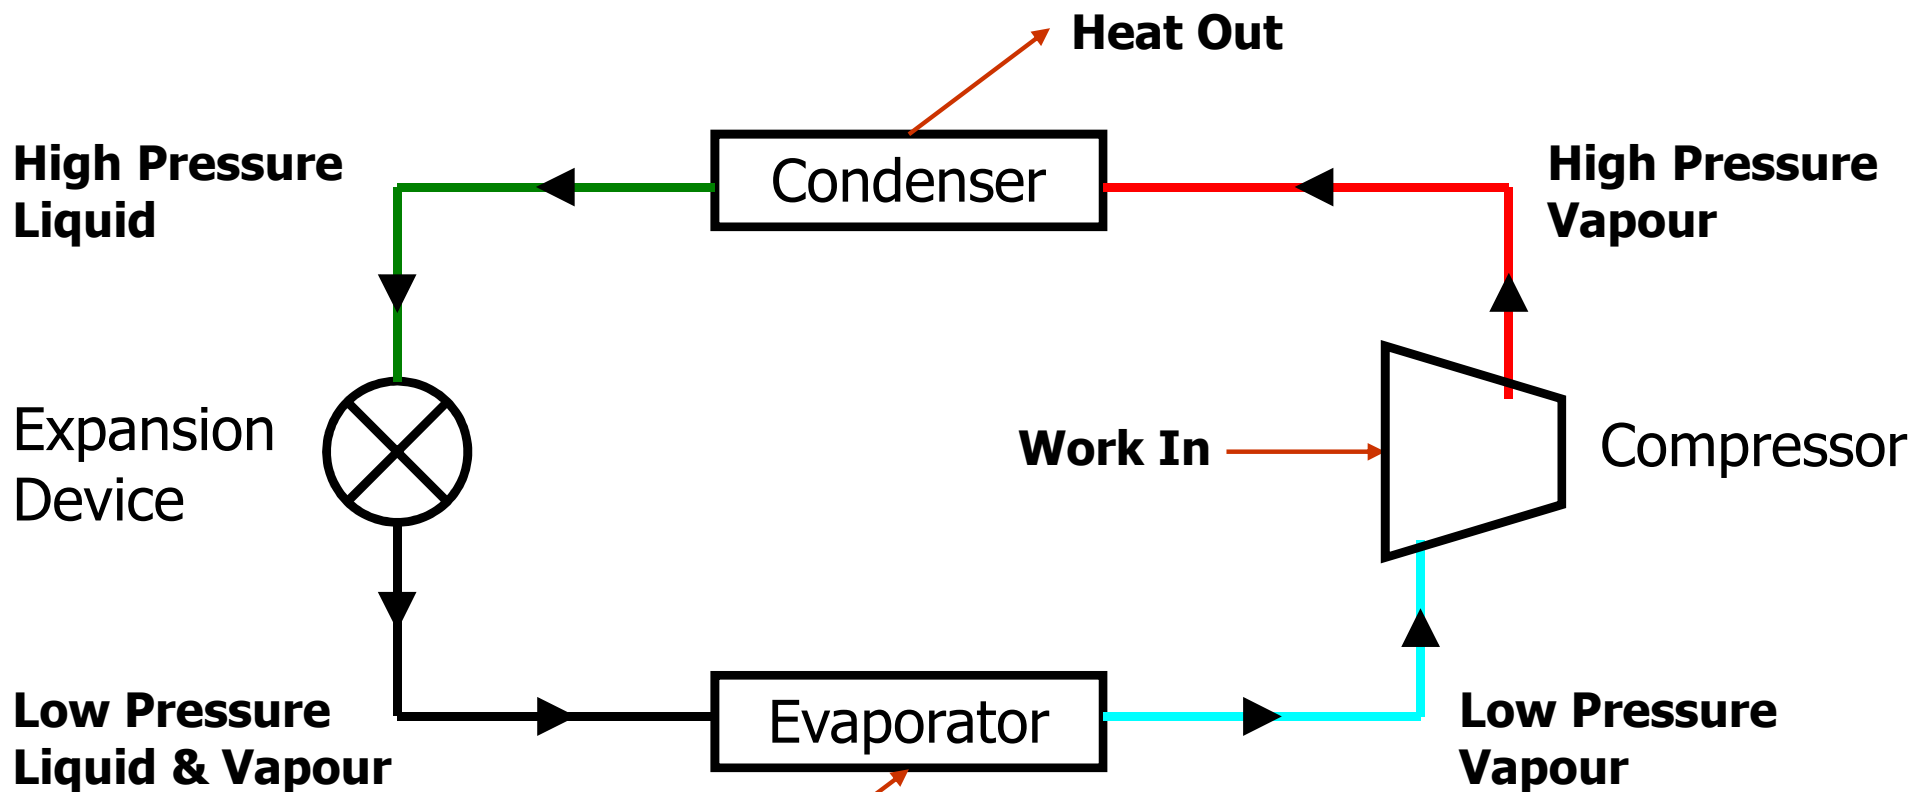 Heat Out
High Pressure
Liquid
Condenser
High Pressure
Vapour
Expansion
Device
Work In
Compressor
Low Pressure
Liquid & Vapour
Evaporator
Low Pressure
Vapour